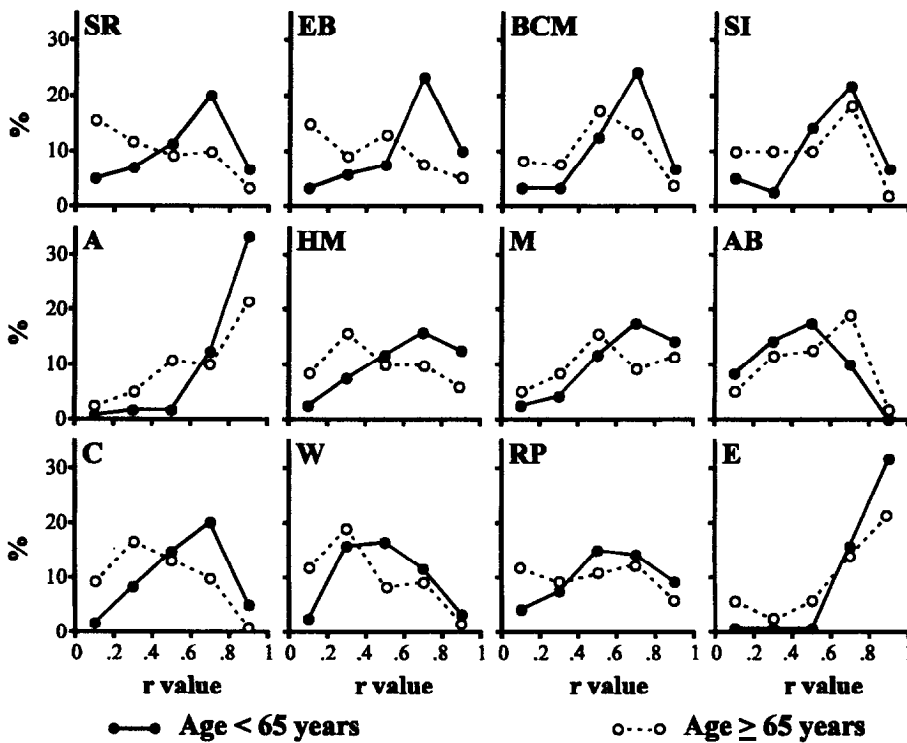 SR EB BCM SI
30
20
%
10
0
A HM M AB
30
20
%
10
0
C W RP E
30
20
%
10
0
0 .2 .4 .6 .8 1 0 .2 .4 .6 .8 1 0 .2 .4 .6 .8 1 0 .2 .4 .6 .8 1
r value r value r value r value
Age < 65 years Age ≥ 65 years